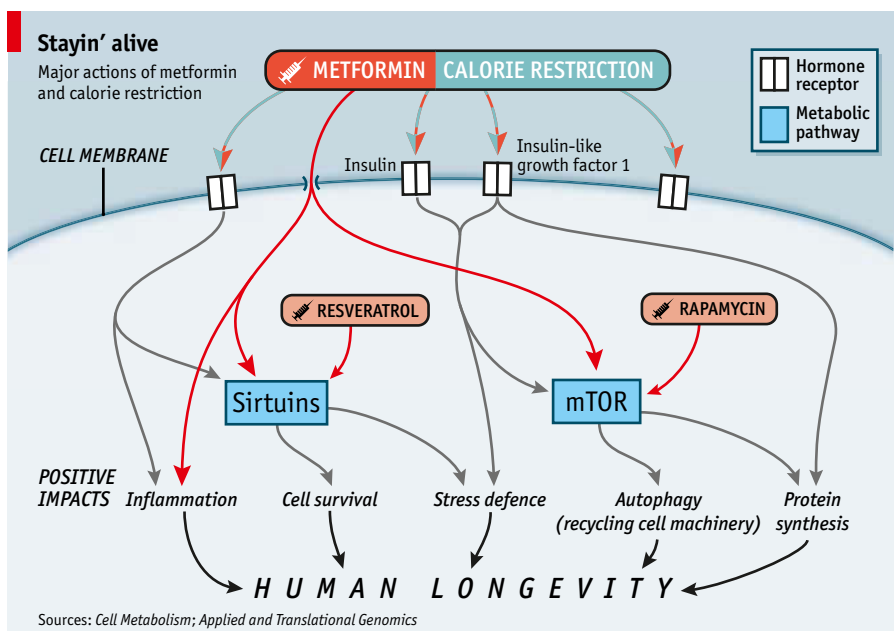 Stayin’ alive
Major actions of metformin
and calorie restriction
METFORMIN CALORIE RESTRICTION
Hormone
receptor
Metabolic
pathway
CELL MEMBRANE
Insulin
Insulin-like
growth factor 1
RESVERATROL
RAPAMYCIN
Sirtuins
mTOR
POSITIVE
IMPACTS
Inflammation
Cell survival
Stress defence
Autophagy
(recycling cell machinery)
Protein
synthesis
HUMAN LONGEVITY
Sources: Cell Metabolism; Applied and Translational Genomics